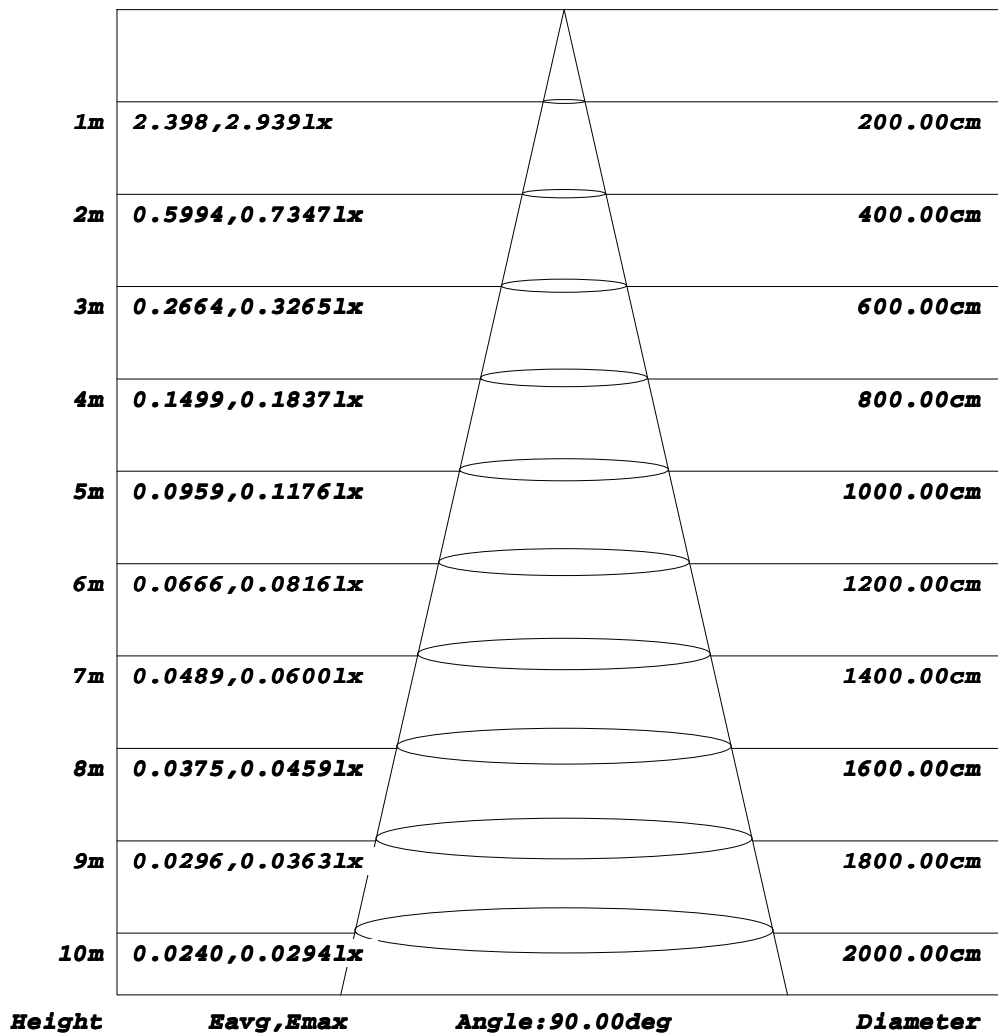 1m 2.398,2.939lx 200.00cm
2m 0.5994,0.7347lx 400.00cm
3m 0.2664,0.3265lx 600.00cm
4m 0.1499,0.1837lx 800.00cm
5m 0.0959,0.1176lx 1000.00cm
6m 0.0666,0.0816lx 1200.00cm
7m 0.0489,0.0600lx 1400.00cm
8m 0.0375,0.0459lx 1600.00cm
9m 0.0296,0.0363lx 1800.00cm
10m 0.0240,0.0294lx 2000.00cm
Height Eavg,Emax Angle:90.00deg Diameter